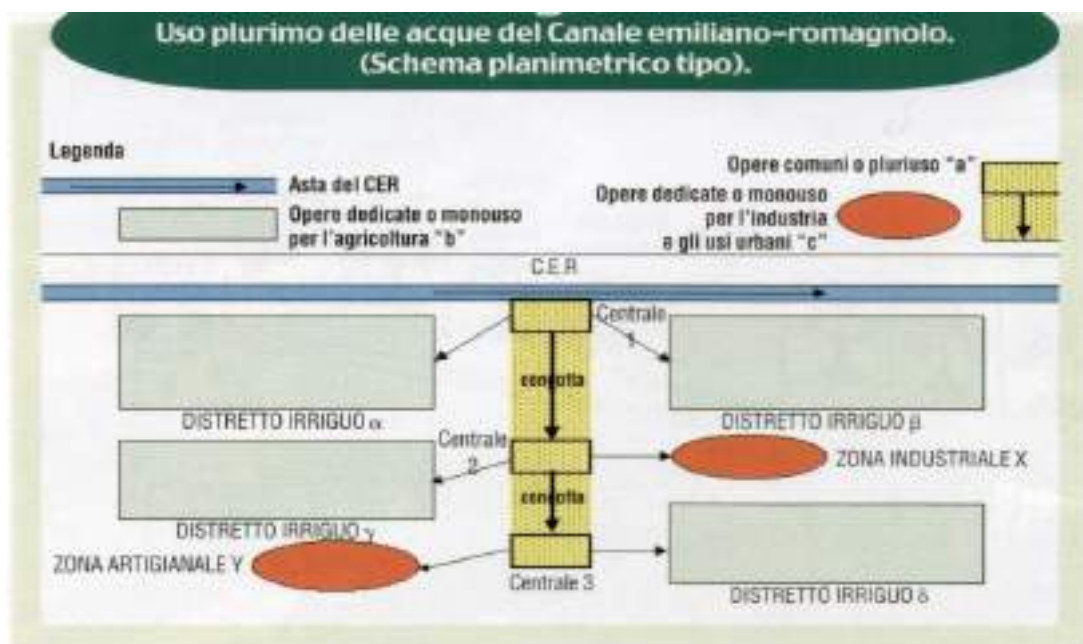 Uso plurimo delle acque del Canale emiliano-romagnolo.
(Schema planimetrico tipo).
Legenda
Asta del CER
Opere dedicate o monouso
per l'agricoltura "b"
Opere comuni o pluriuso "a"
Opere dedicate o monouso
per l'industria
e gli usi urbani "c"
C.E.R
Centrale
1
condotta
DISTRETTO IRRIGUO α
DISTRETTO IRRIGUO β
Centrale
2
ZONA INDUSTRIALE X
condotta
DISTRETTO IRRIGUO γ
ZONA ARTIGIANALE Y
Centrale 3
DISTRETTO IRRIGUO δ